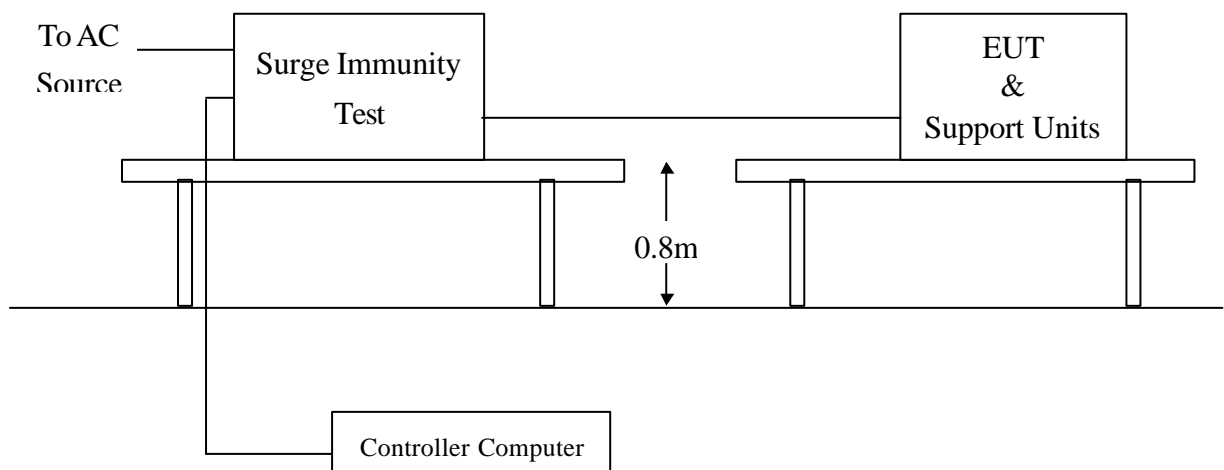 To AC
Source
Surge Immunity
Test
EUT
&
Support Units
0.8m
Controller Computer